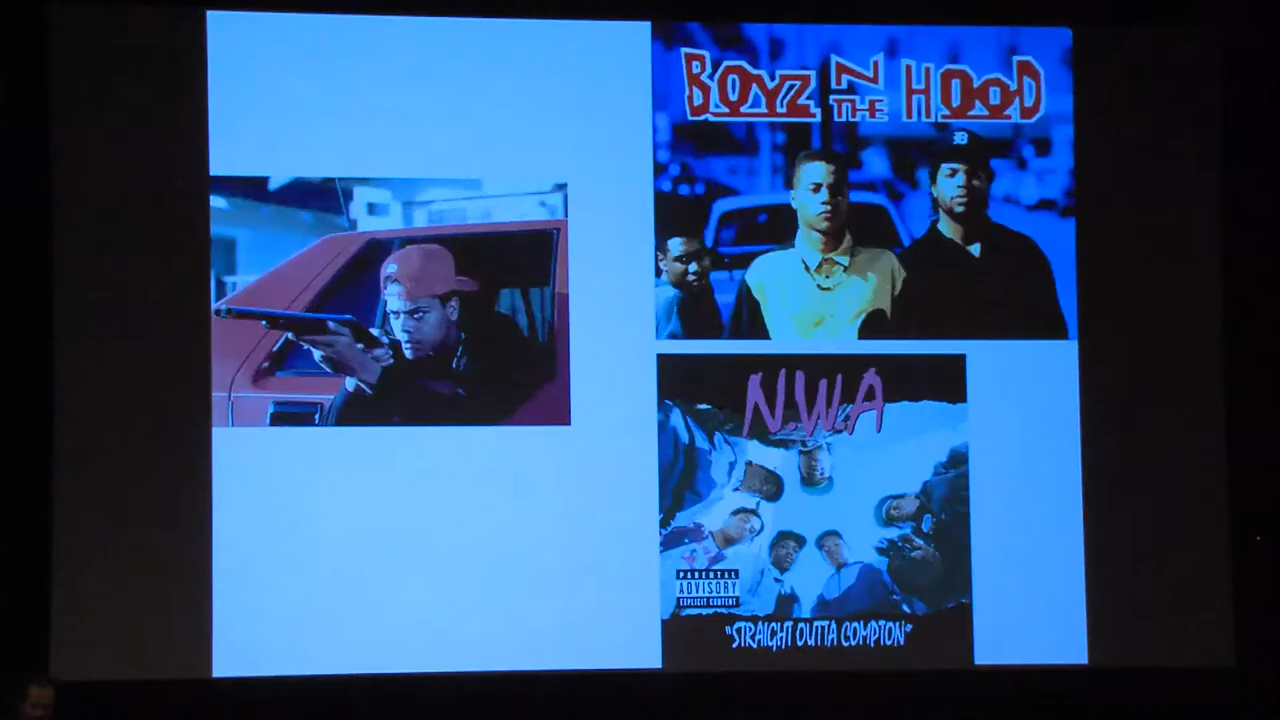 BOYZ N THE HOOD
N.W.A
PARENTAL
ADVISORY
EXPLICIT CONTENT
"STRAIGHT OUTTA COMPTON"